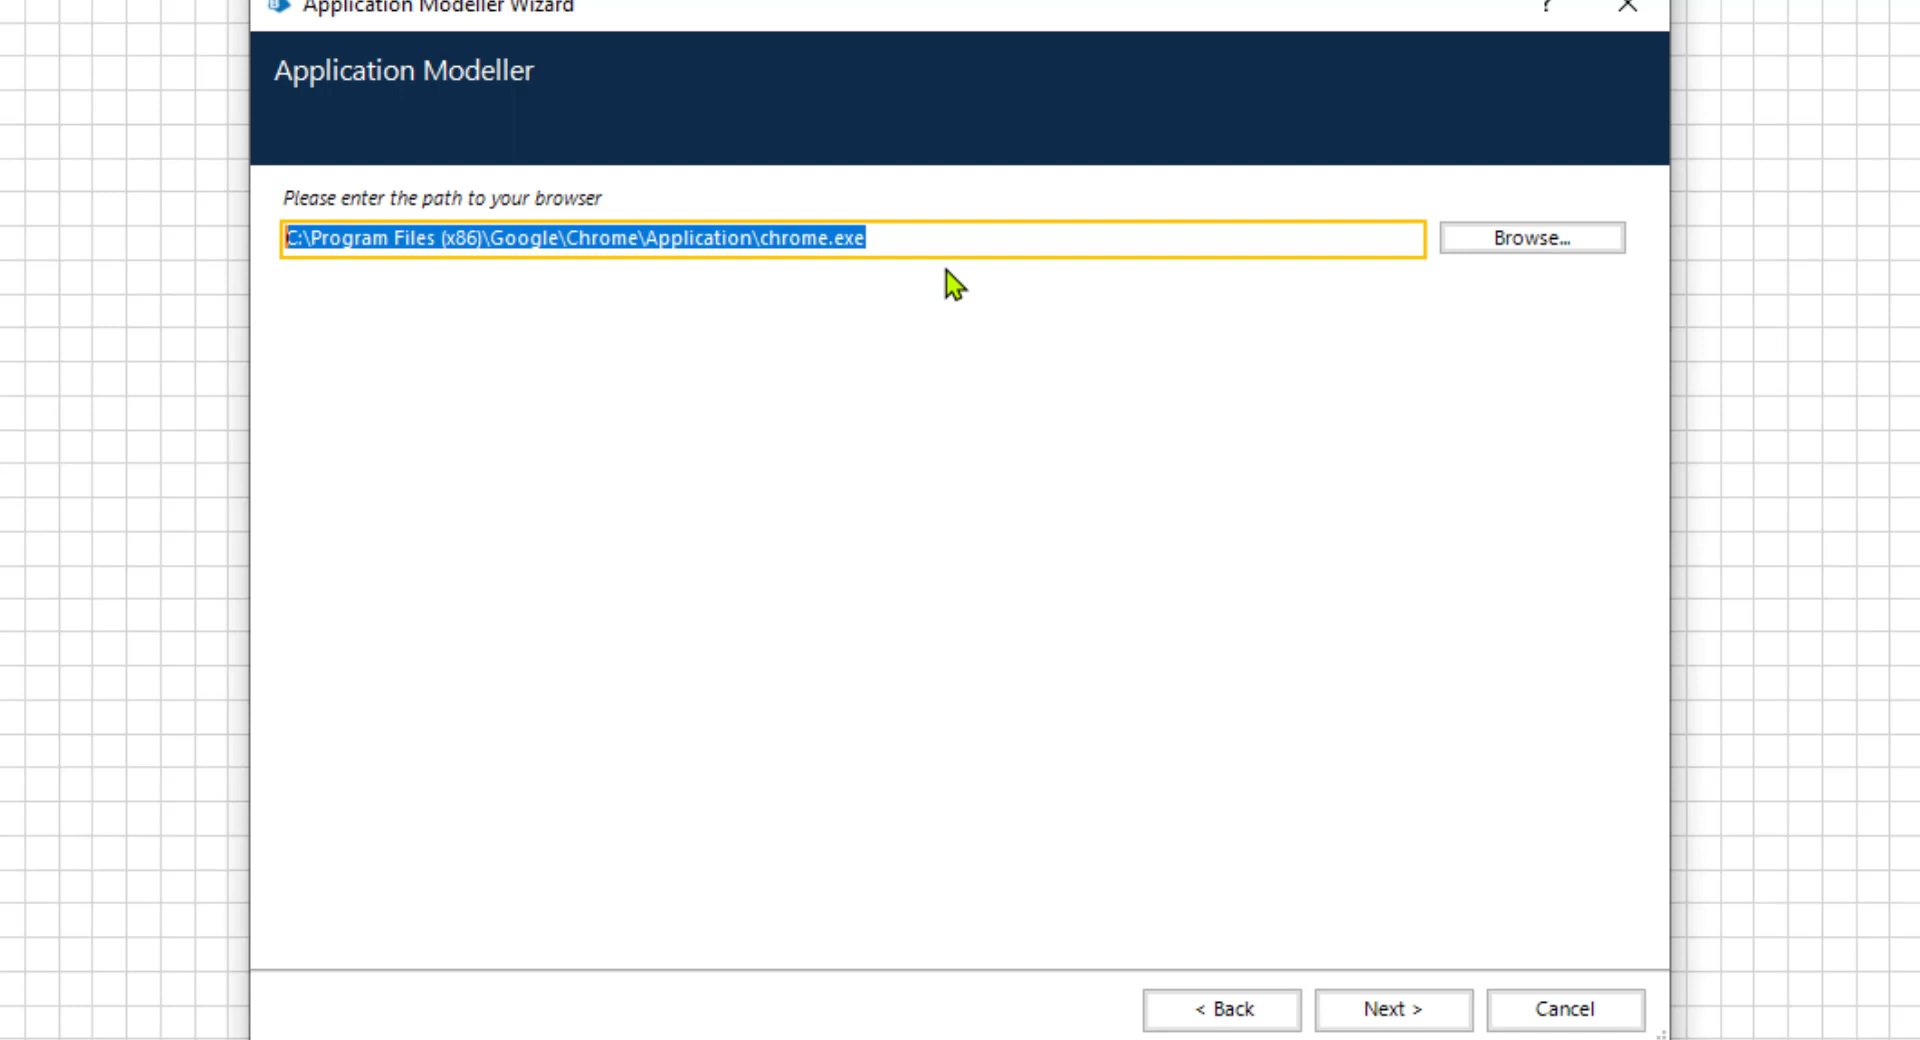 Application Modeller Wizard
?
Application Modeller
Please enter the path to your browser
C:\Program Files (x86)\Google\Chrome\Application\chrome.exe
Browse...
< Back
Next >
Cancel